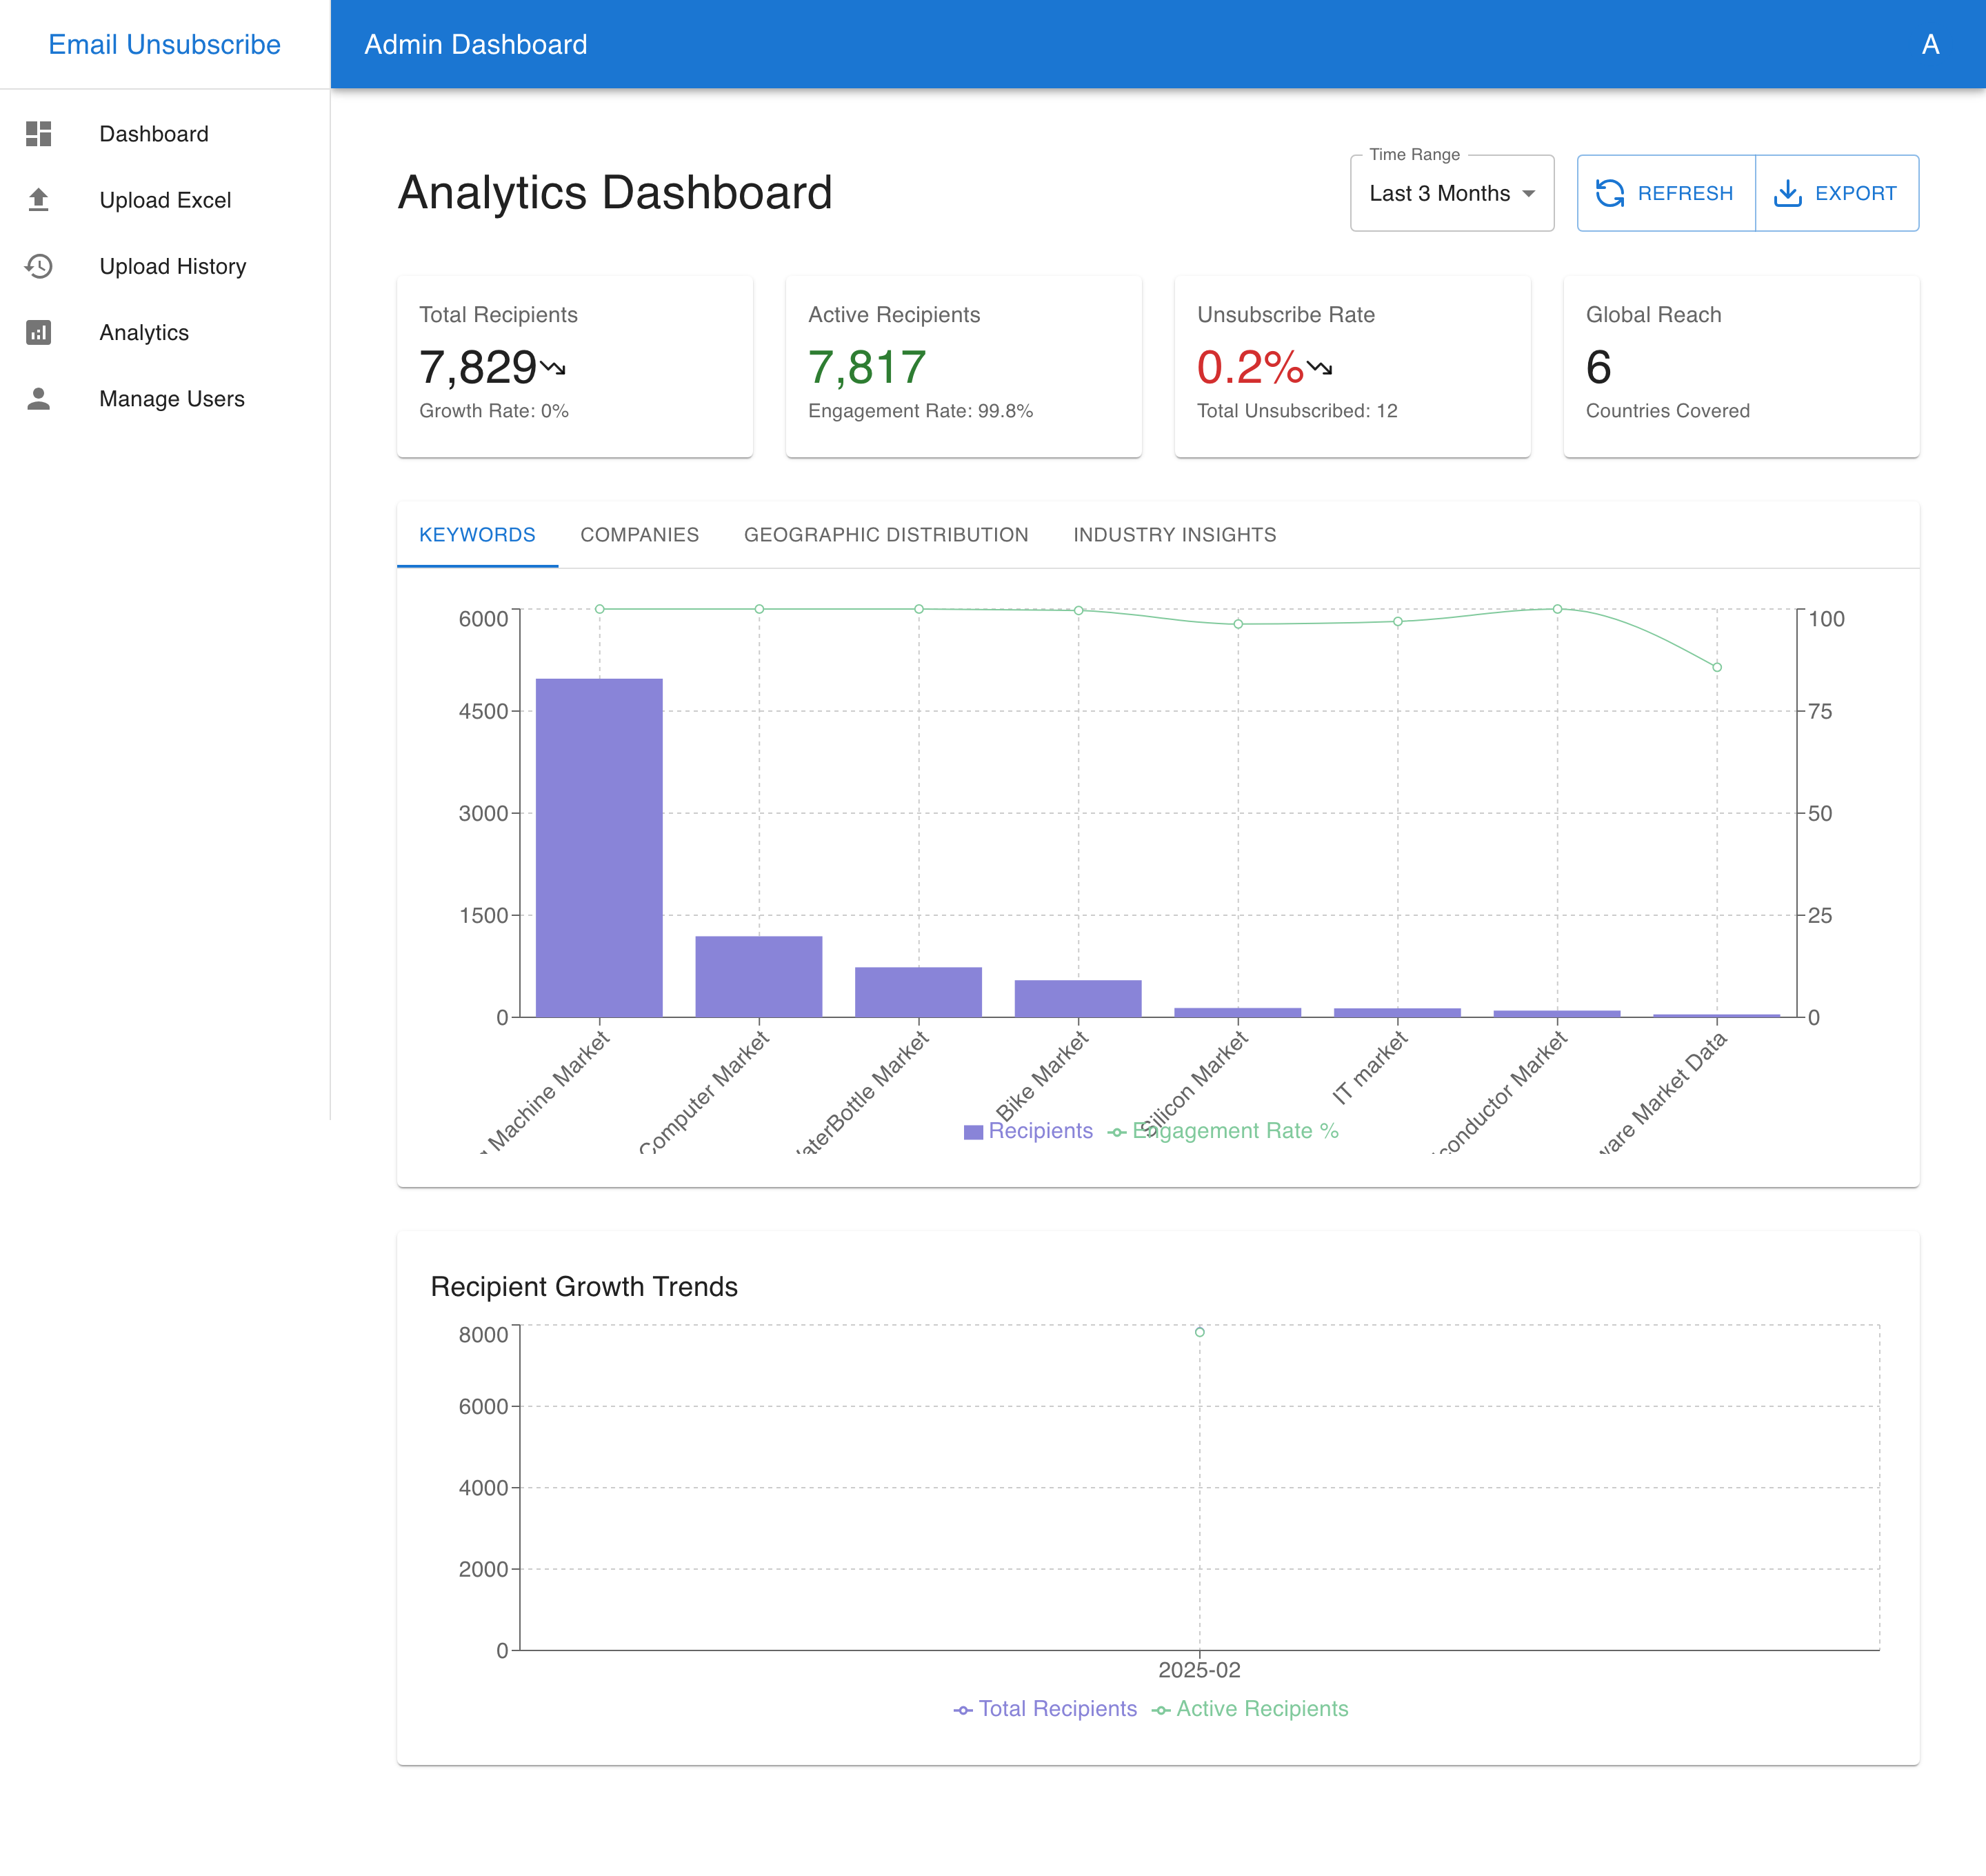 Email Unsubscribe
Admin Dashboard
A
Dashboard
Upload Excel
Upload History
Analytics
Manage Users
Analytics Dashboard
Time Range
Last 3 Months
REFRESH
EXPORT
Total Recipients
7,829
Growth Rate: 0%
Active Recipients
7,817
Engagement Rate: 99.8%
Unsubscribe Rate
0.2%
Total Unsubscribed: 12
Global Reach
6
Countries Covered
KEYWORDS
COMPANIES
GEOGRAPHIC DISTRIBUTION
INDUSTRY INSIGHTS
6000
4500
3000
1500
0
100
75
50
25
0
Machine Market
Computer Market
aterBottle Market
Bike Market
Silicon Market
IT market
conductor Market
ware Market Data
Recipients
Engagement Rate %
Recipient Growth Trends
8000
6000
4000
2000
0
2025-02
Total Recipients
Active Recipients